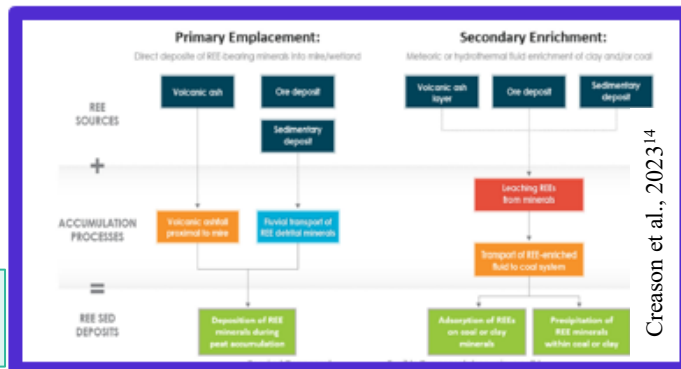 Primary Emplacement:
Direct deposite of REE-bearing minerals into mire/wetland
Secondary Enrichment:
Meteoric or hydrothermal fluid enrichment of clay and/or coal
REE
SOURCES
Volcanic ash
Ore deposit
Sedimentary
deposit
Volcanic ash
layer
Ore deposit
Sedimentary
deposit
+
ACCUMULATION
PROCESSES
Volcanic ashfall
proximal to mire
Fluvial transport of
REE detrital minerals
Leaching REEs
from minerals
Transport of REE-enriched
fluid to coal system
=
REE SED
DEPOSITS
Deposition of REE
minerals during
peat accumulation
Adsorption of REEs
on coal or clay
minerals
Precipitation of
REE minerals
within coal or clay
Creason et al., 2023¹⁴